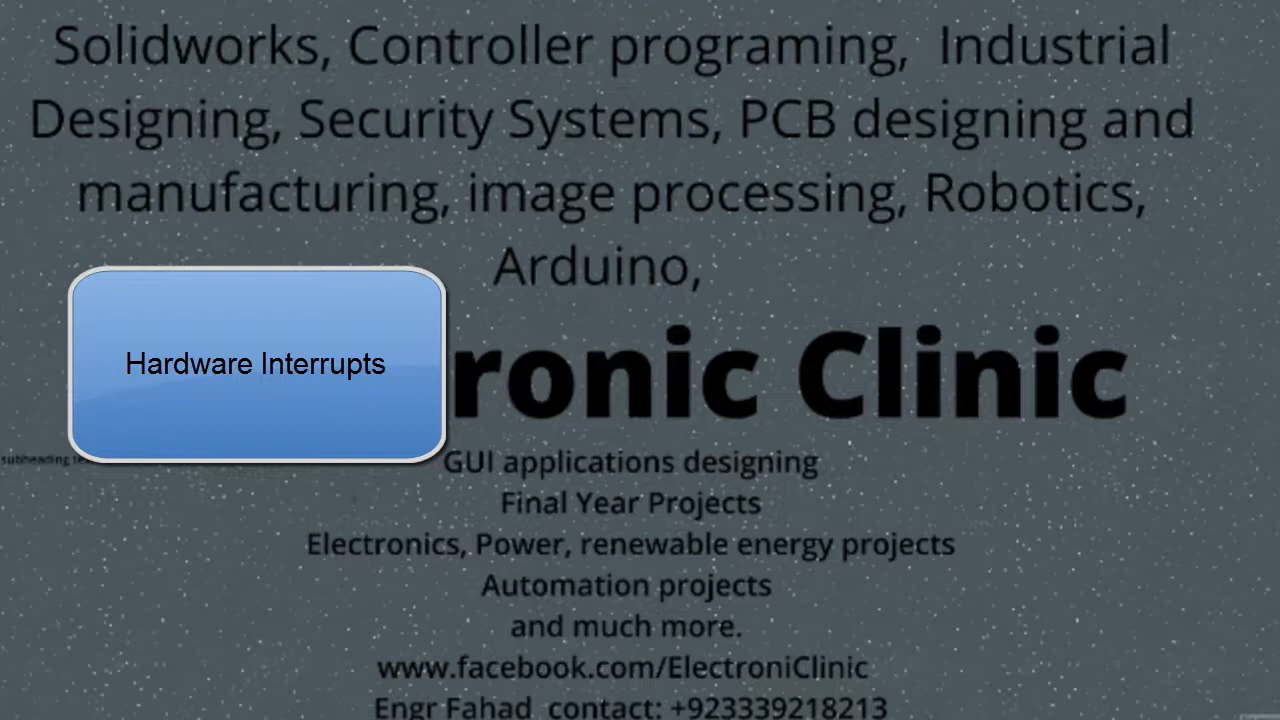 Solidworks, Controller programing, Industrial
Designing, Security Systems, PCB designing and
manufacturing, image processing, Robotics,
Arduino,
Hardware Interrupts
ronic Clinic
subheading
GUI applications designing
Final Year Projects
Electronics, Power, renewable energy projects
Automation projects
and much more.
www.facebook.com/ElectroniClinic
Engr Fahad contact: +923339218213